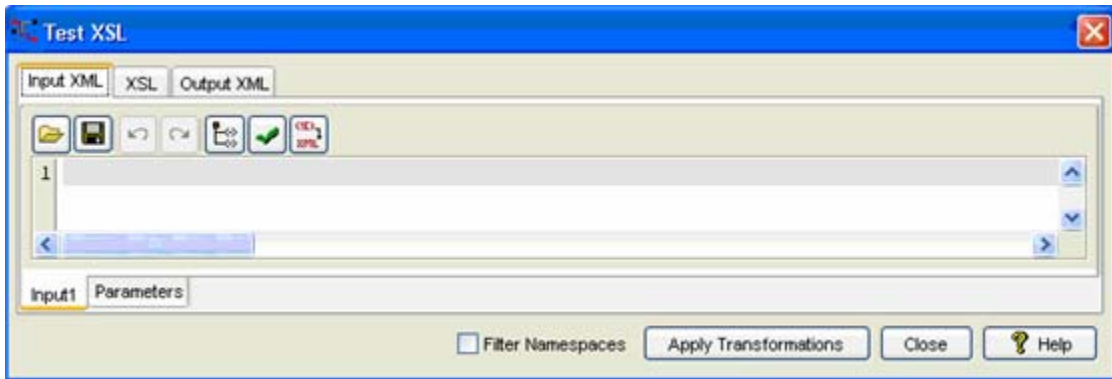 Test XSL
Input XML XSL Output XML
1
Input1 Parameters
Filter Namespaces Apply Transformations Close Help